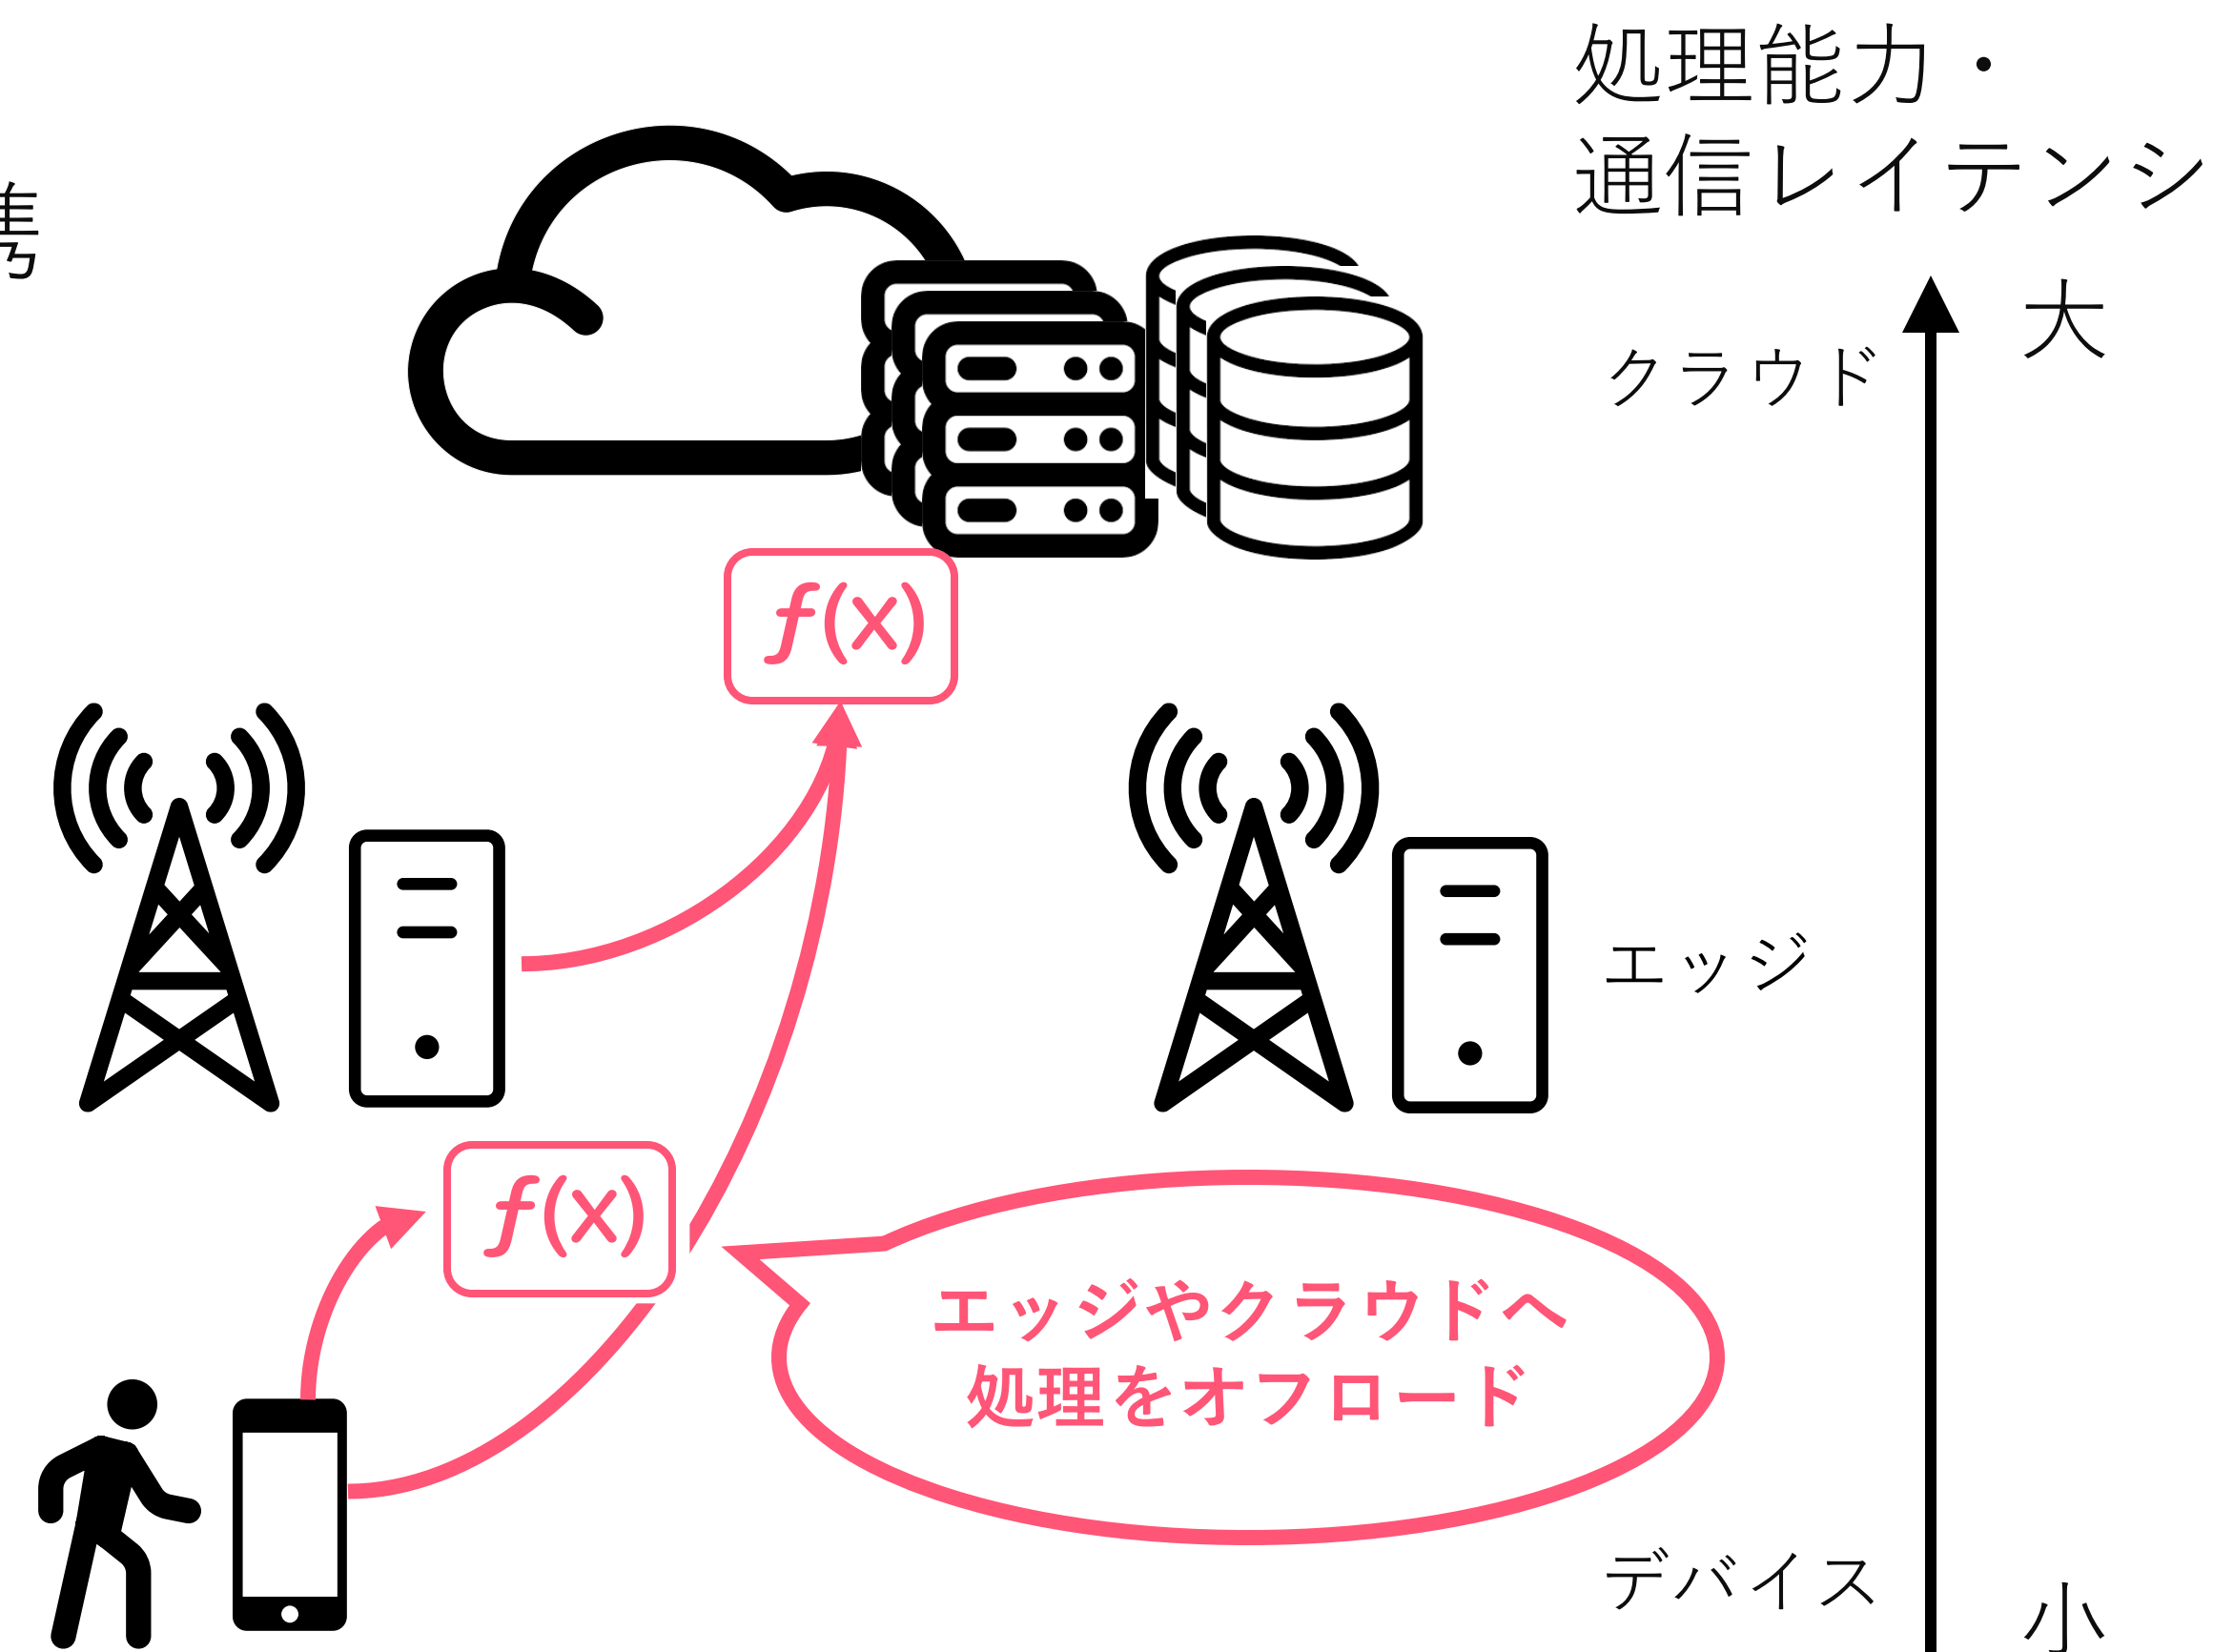 処理能力・
通信レイテンシ
大
クラウド
f(x)
エッジ
f(x)
エッジやクラウドへ
処理をオフロード
デバイス
小